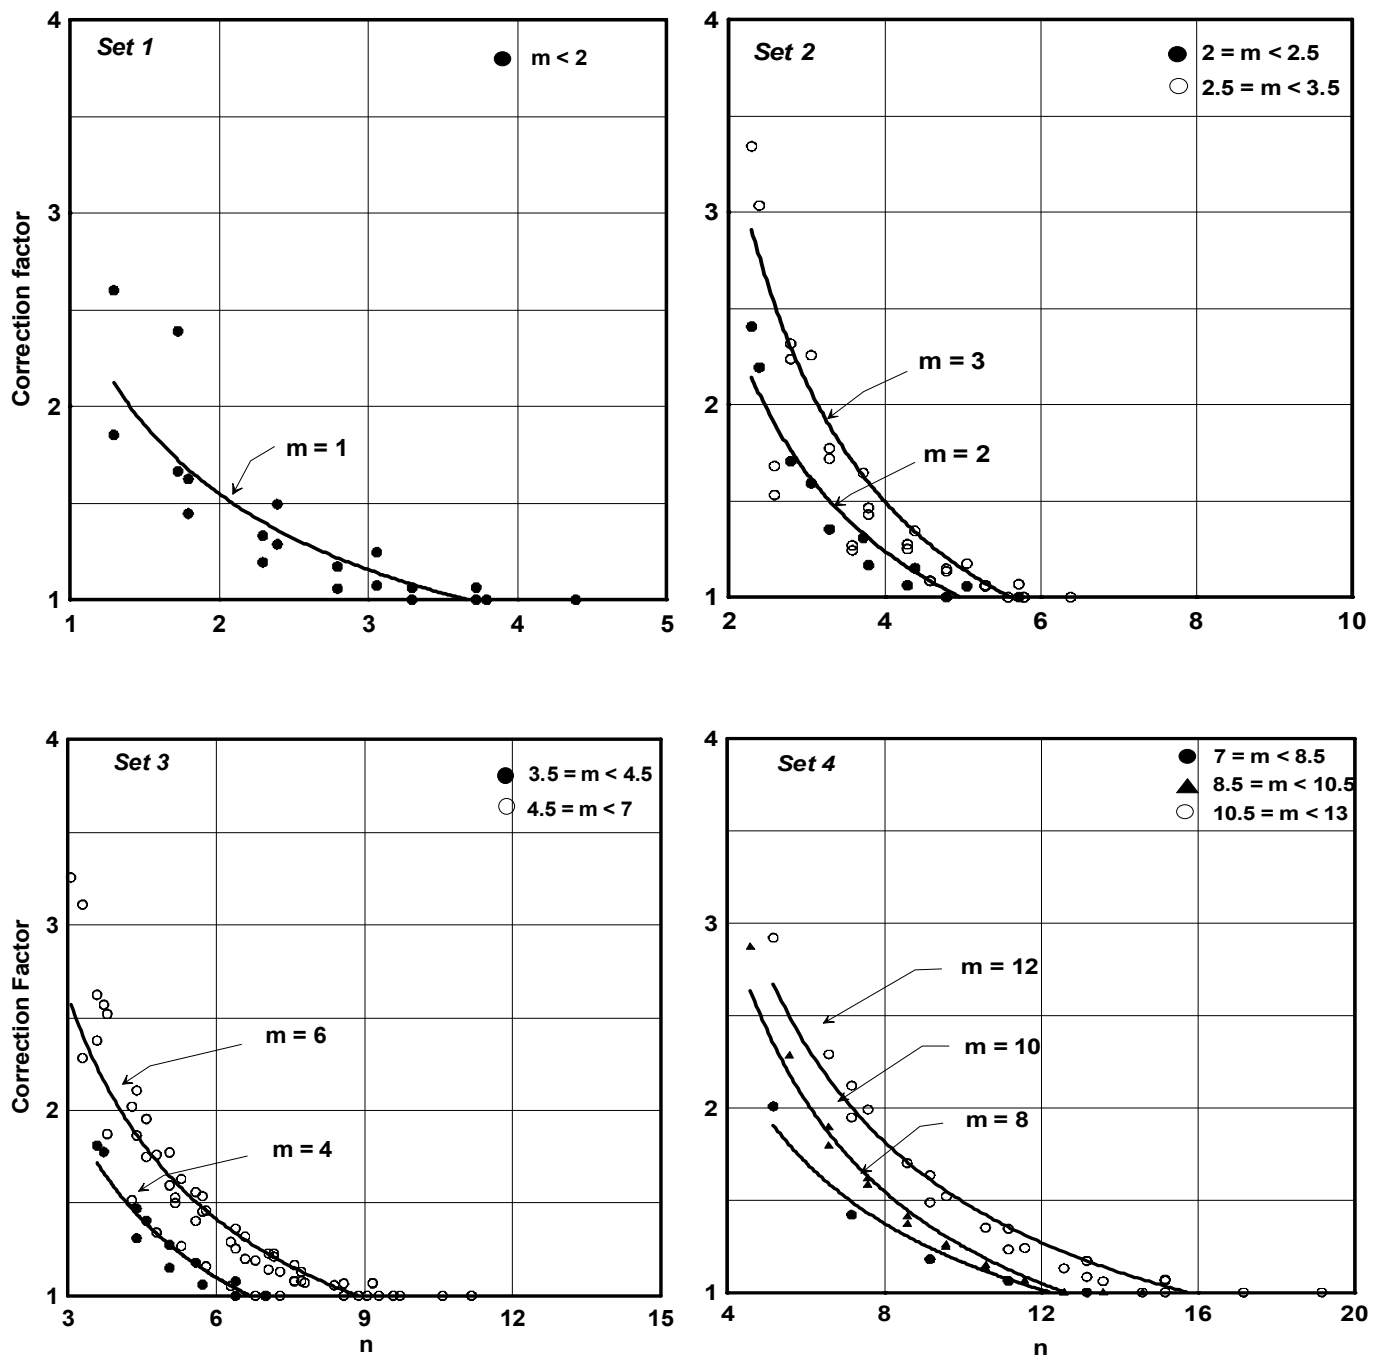 4
Set 1
m < 2
3
Correction factor
2
m = 1
1
1 2 3 4 5
4
Set 2
2 = m < 2.5
2.5 = m < 3.5
3
m = 3
2
m = 2
1
2 4 6 8 10
4
Set 3
3.5 = m < 4.5
4.5 = m < 7
3
Correction Factor
m = 6
2
m = 4
1
3 6 9 12 15
n
4
Set 4
7 = m < 8.5
8.5 = m < 10.5
10.5 = m < 13
3
m = 12
m = 10
2
m = 8
1
4 8 12 16 20
n